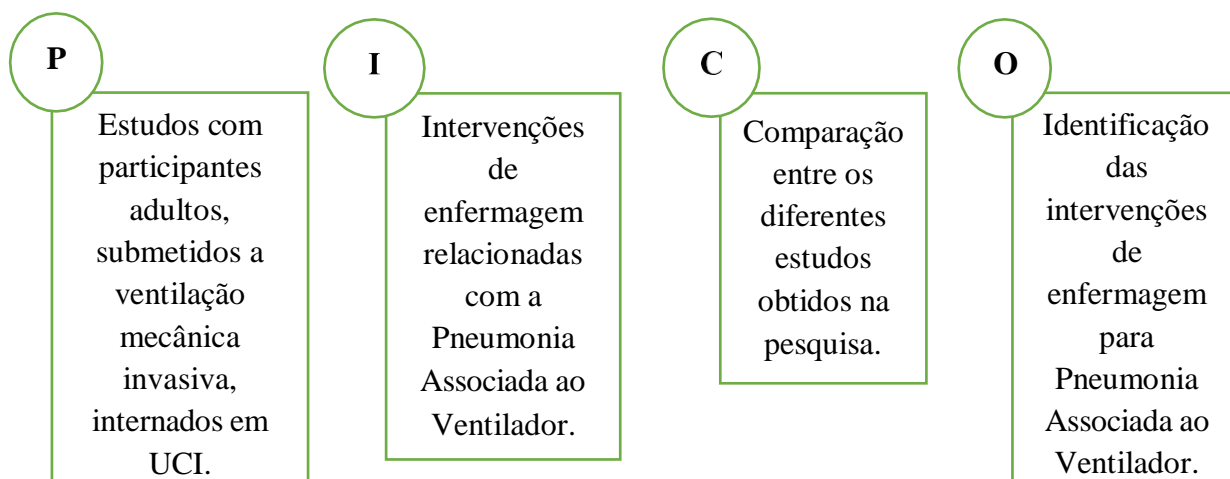 P
Estudos com
participantes
adultos,
submetidos a
ventilação
mecânica
invasiva,
internados em
UCI.
I
Intervenções
de
enfermagem
relacionadas
com a
Pneumonia
Associada ao
Ventilador.
C
Comparação
entre os
diferentes
estudos
obtidos na
pesquisa.
O
Identificação
das
intervenções
de
enfermagem
para
Pneumonia
Associada ao
Ventilador.